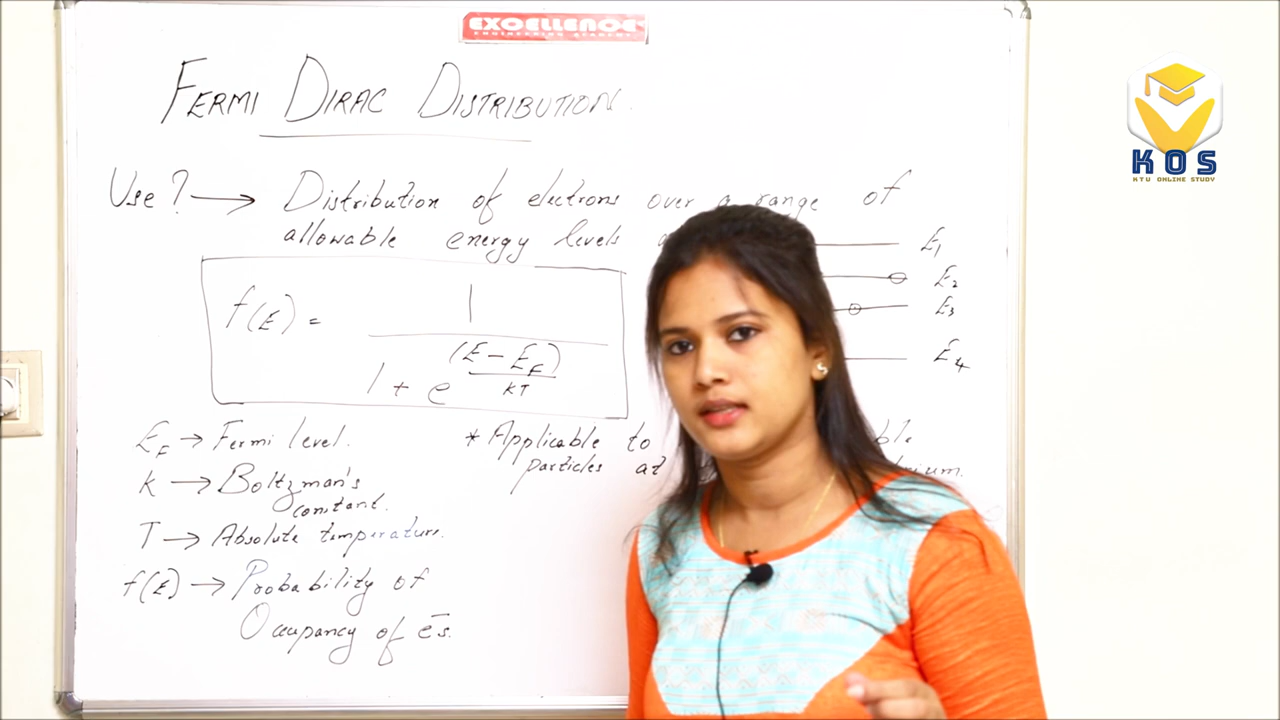 EXCELLENCE
ENGINEERING ACADEMY
FERMI DIRAC DISTRIBUTION
KOS
KTU ONLINE STUDY
Use? → Distribution of electrons over a range of
allowable energy levels
E1
E2
E3
E4
f(E) = 1 / 1 + e (E - EF) / KT
EF → Fermi level.
K → Boltzman's
constant.
T → Absolute temperature.
f(E) → Probability of
Occupancy of e̅s.
* Applicable to
particles at